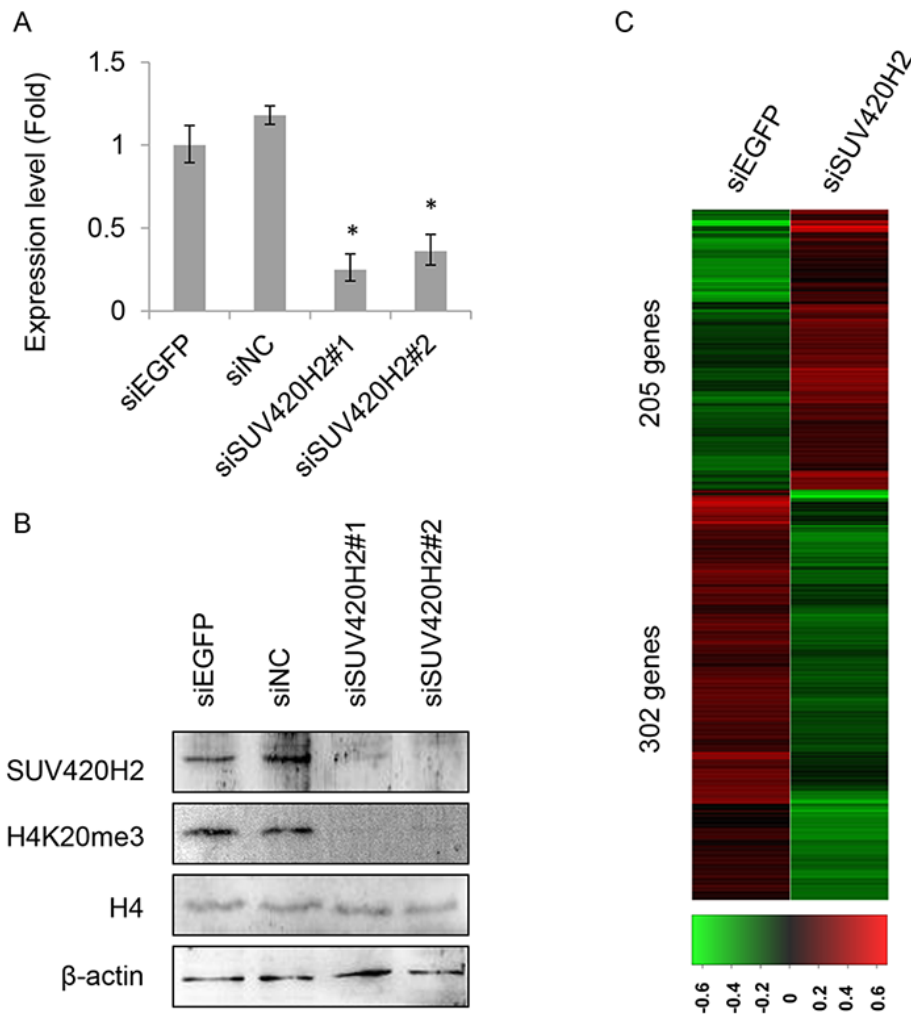 A
Expression level (Fold)
1.5
1
0.5
0
*
*
siEGFP
siNC
siSUV420H2#1
siSUV420H2#2
B
siEGFP
siNC
siSUV420H2#1
siSUV420H2#2
SUV420H2
H4K20me3
H4
β-actin
C
siEGFP
siSUV420H2
205 genes
302 genes
-0.6
-0.2
0
0.2
0.4
0.6